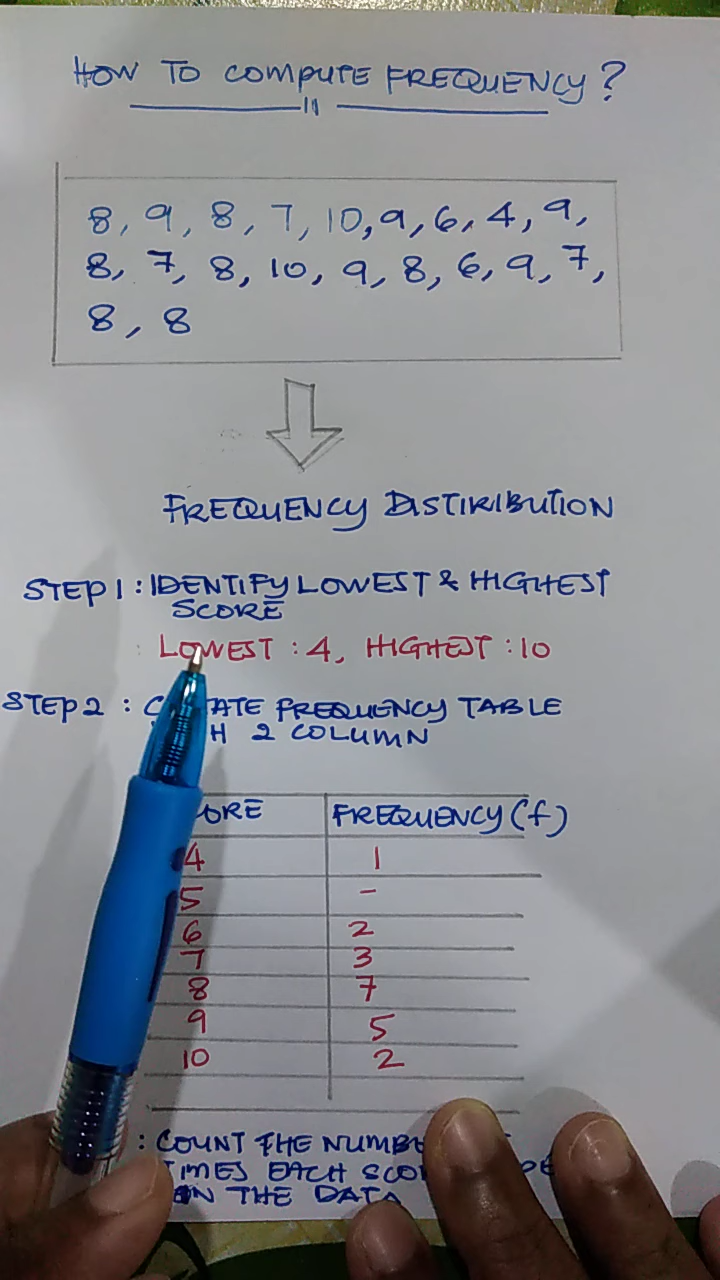 HOW TO COMPUTE FREQUENCY?
8, 9, 8, 7, 10, 9, 6, 4, 9,
8, 7, 8, 10, 9, 8, 6, 9, 7,
8, 8
FREQUENCY DISTIRIBUTION
STEP 1 : IDENTIFY LOWEST & HIGHEST
SCORE
: LOWEST : 4, HIGHEST : 10
STEP 2 : TABLE FREQUENCY
2 COLUMN
FREQUENCY (f)
4 1
5 -
6 2
7 3
8 7
9 5
10 2
: COUNT THE
TIMES EACH
THE DATA